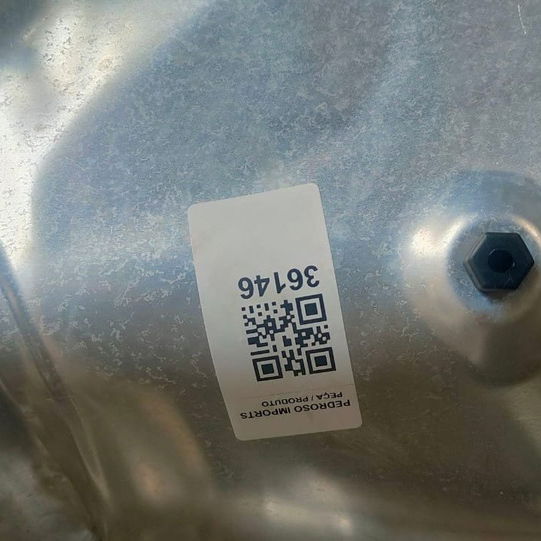 PEDROSO IMPORTS
PEÇA / PRODUTO
36146